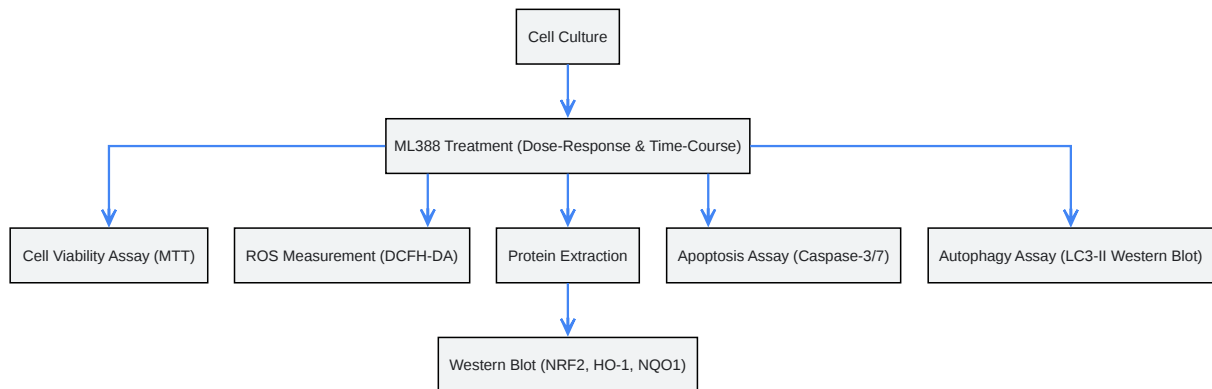 Cell Culture
ML388 Treatment (Dose-Response & Time-Course)
Cell Viability Assay (MTT)
ROS Measurement (DCFH-DA)
Protein Extraction
Apoptosis Assay (Caspase-3/7)
Autophagy Assay (LC3-II Western Blot)
Western Blot (NRF2, HO-1, NQO1)